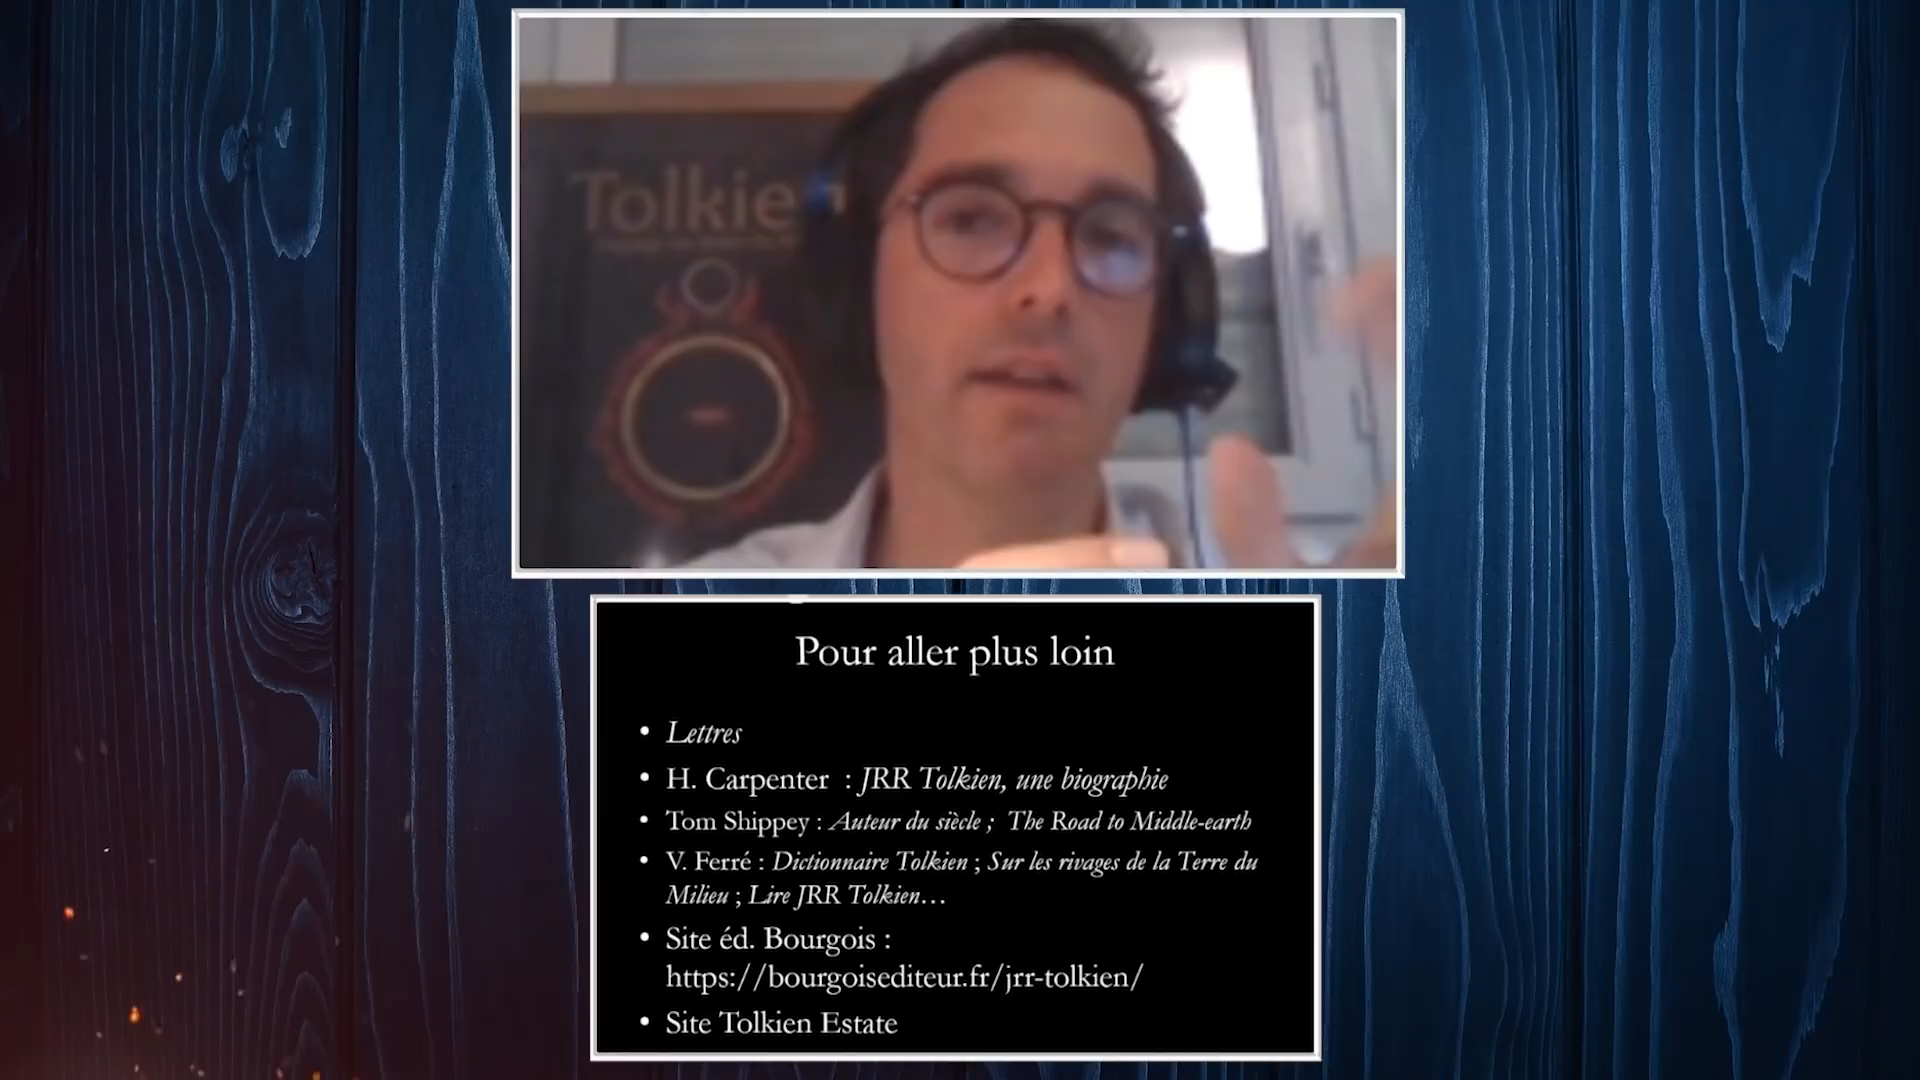 Tolkie
Pour aller plus loin
• Lettres
• H. Carpenter : JRR Tolkien, une biographie
• Tom Shippey : Auteur du siècle ; The Road to Middle-earth
• V. Ferré : Dictionnaire Tolkien ; Sur les rivages de la Terre du
Milieu ; Lire JRR Tolkien…
• Site éd. Bourgois :
https://bourgoisediteur.fr/jrr-tolkien/
• Site Tolkien Estate